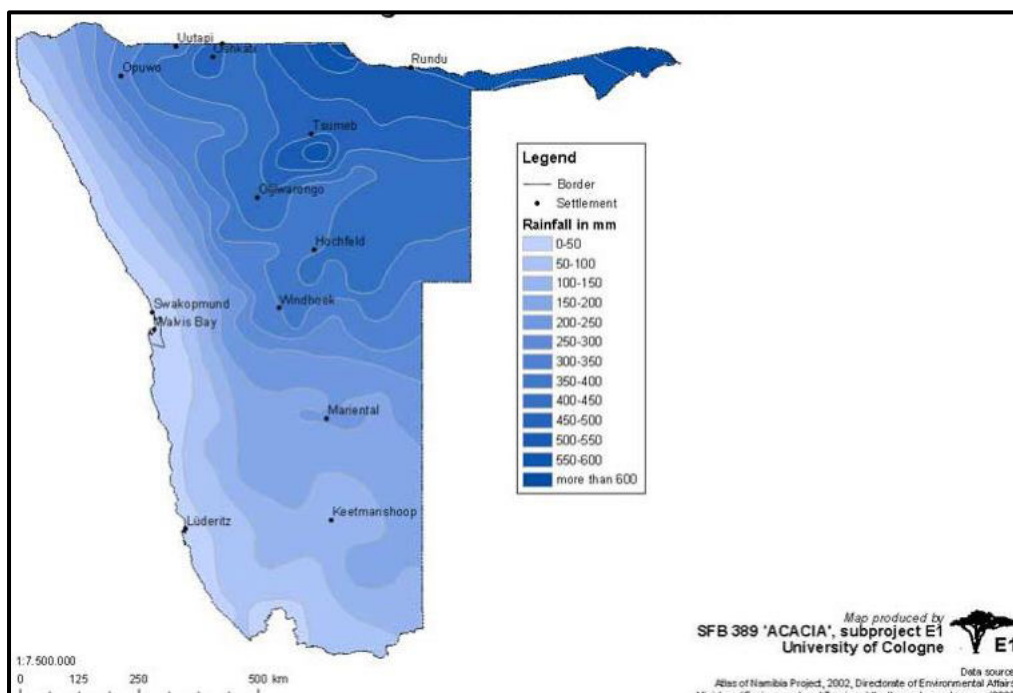 Uutapi
Oshkati
Opuwo
Rundu
Tsumeb
Otjiwarongo
Hochfeld
Windhoek
Swakopmund
Walvis Bay
Mariental
Keetmanshoop
Lüderitz
Legend
Border
Settlement
Rainfall in mm
0-50
50-100
100-150
150-200
200-250
250-300
300-350
350-400
400-450
450-500
500-550
550-600
more than 600
1:7.500.000
0 125 250 500 km
Map produced by
SFB 389 'ACACIA', subproject E1
University of Cologne
E1
Data source
Atlas of Namibia Project, 2002, Directorate of Environmental Affairs